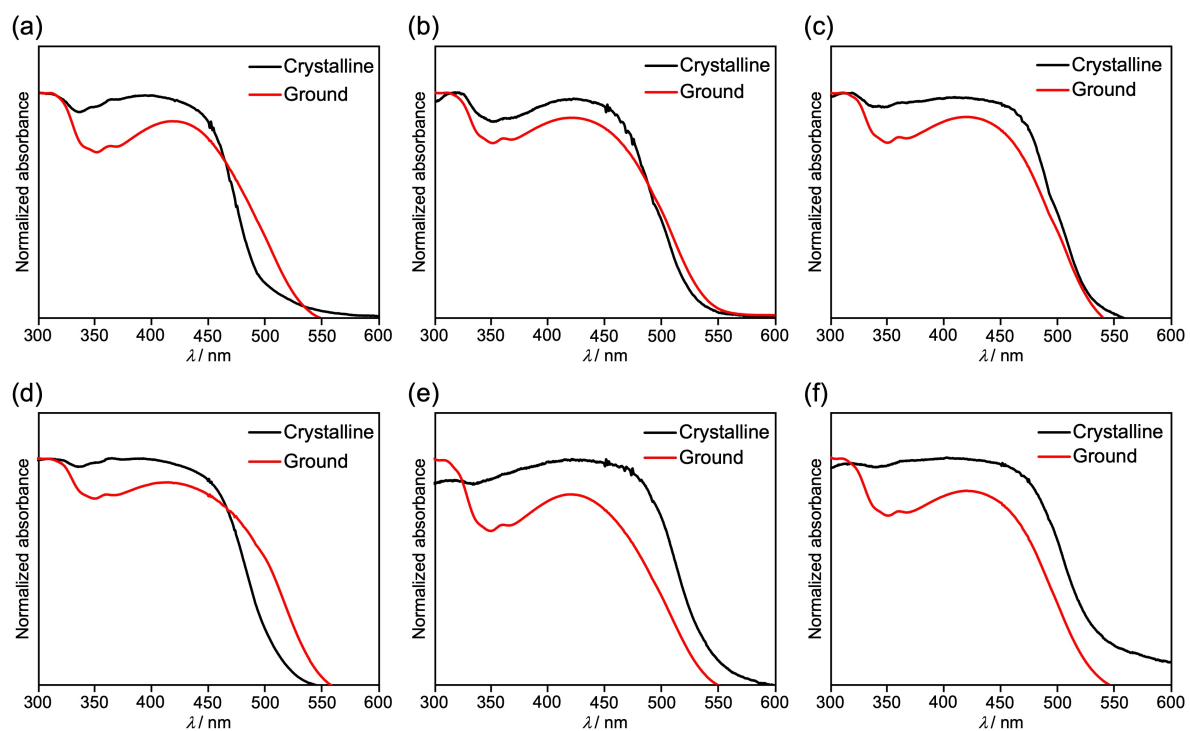 (a)
Normalized absorbance
Crystalline
Ground
300 350 400 450 500 550 600
λ / nm
(b)
Normalized absorbance
Crystalline
Ground
300 350 400 450 500 550 600
λ / nm
(c)
Normalized absorbance
Crystalline
Ground
300 350 400 450 500 550 600
λ / nm
(d)
Normalized absorbance
Crystalline
Ground
300 350 400 450 500 550 600
λ / nm
(e)
Normalized absorbance
Crystalline
Ground
300 350 400 450 500 550 600
λ / nm
(f)
Normalized absorbance
Crystalline
Ground
300 350 400 450 500 550 600
λ / nm